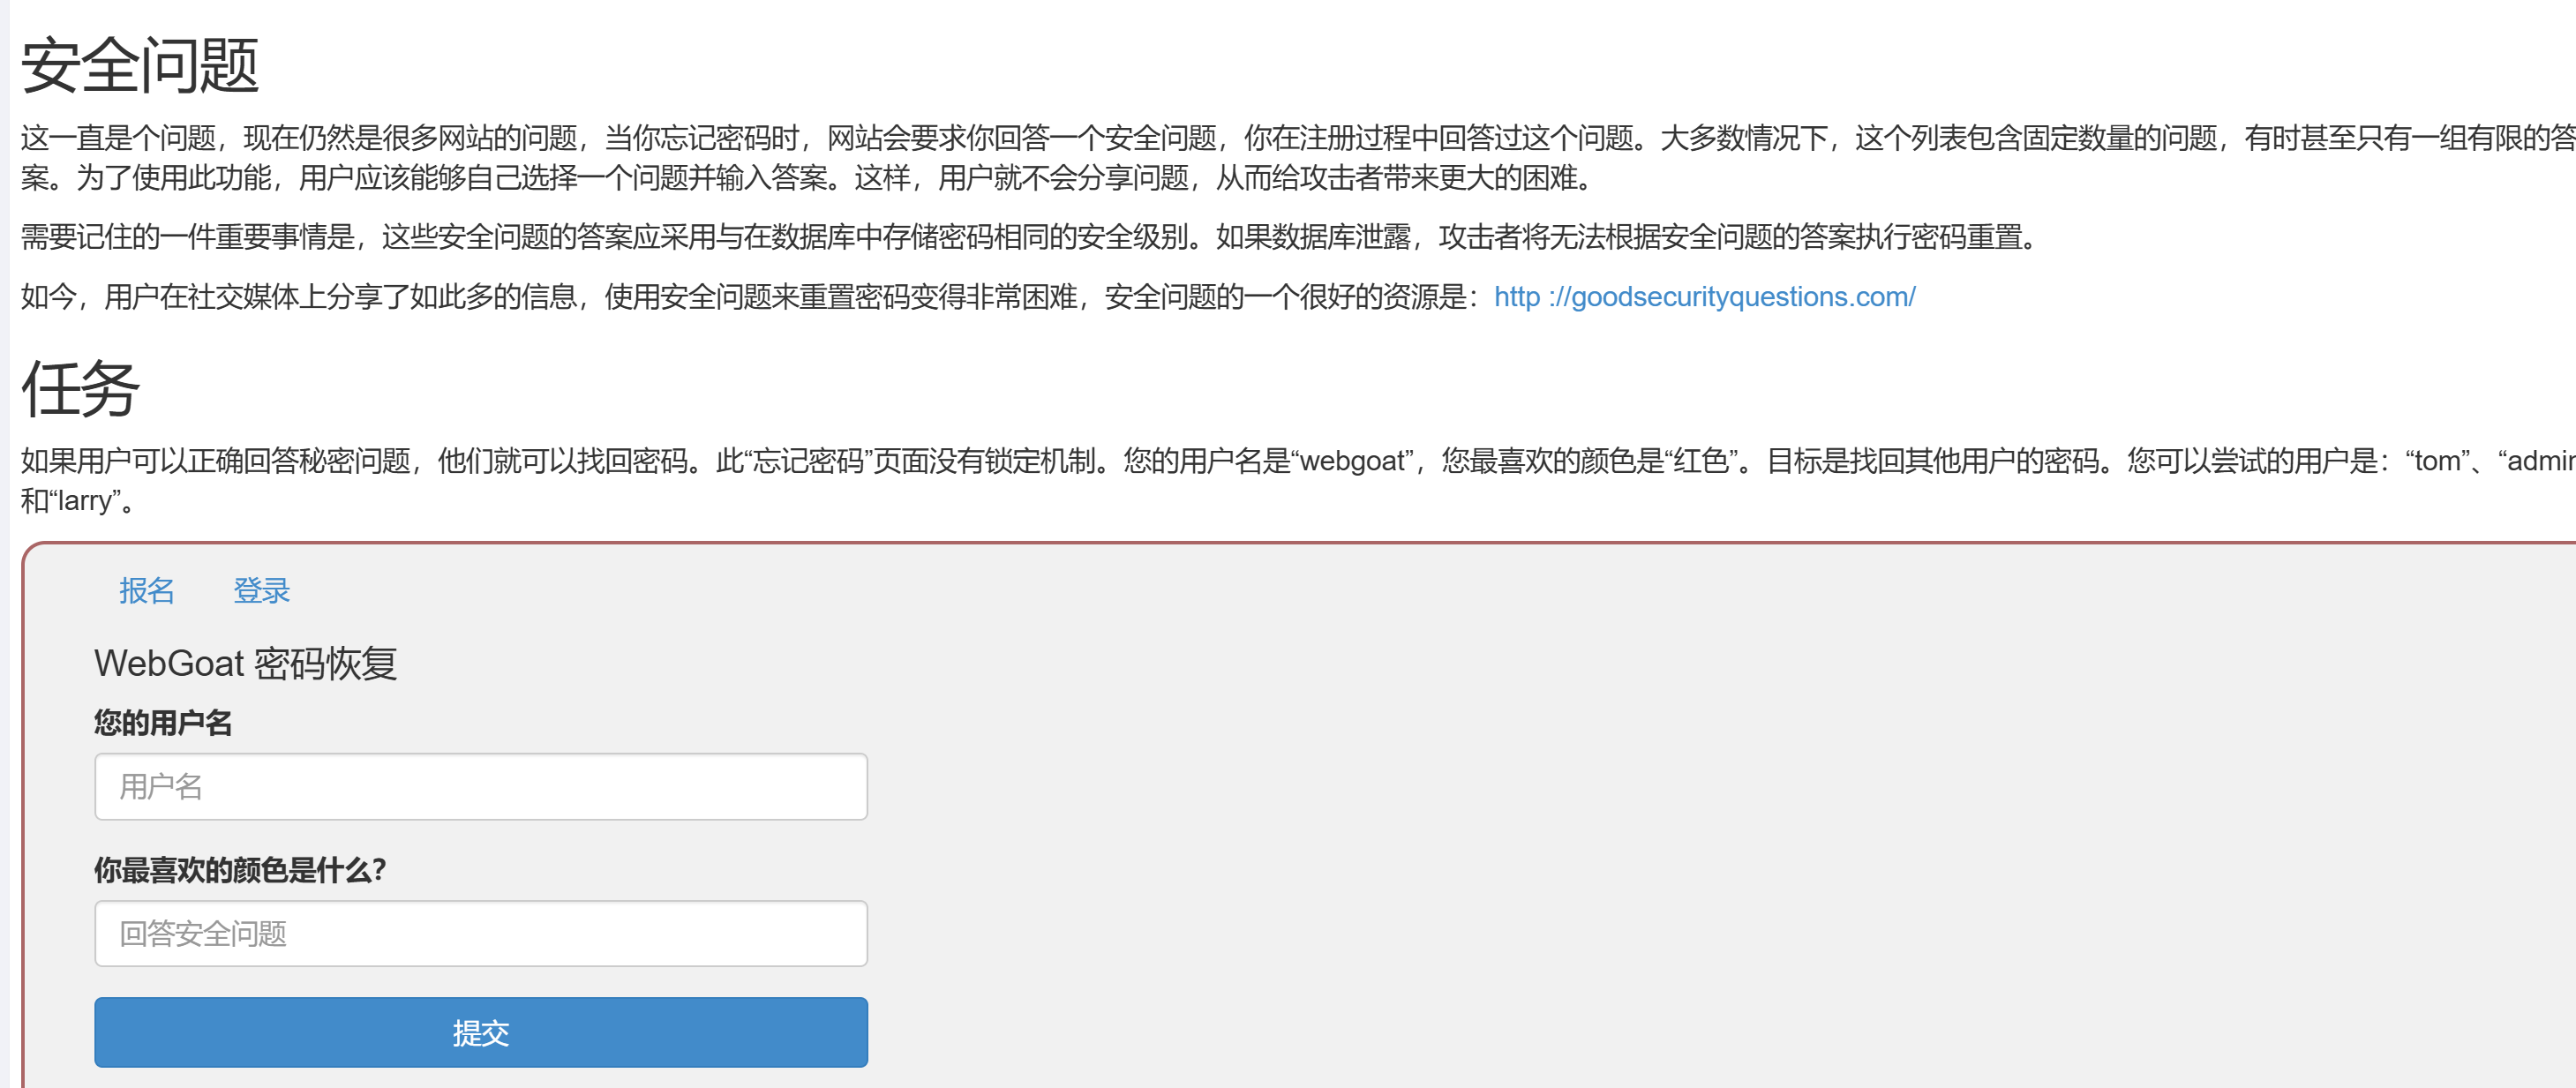 安全问题
这一直是个问题，现在仍然是很多网站的问题，当你忘记密码时，网站会要求你回答一个安全问题，你在注册过程中回答过这个问题。大多数情况下，这个列表包含固定数量的问题，有时甚至只有一组有限的答
案。为了使用此功能，用户应该能够自己选择一个问题并输入答案。这样，用户就不会分享问题，从而给攻击者带来更大的困难。
需要记住的一件重要事情是，这些安全问题的答案应采用与在数据库中存储密码相同的安全级别。如果数据库泄露，攻击者将无法根据安全问题的答案执行密码重置。
如今，用户在社交媒体上分享了如此多的信息，使用安全问题来重置密码变得非常困难，安全问题的一个很好的资源是：http ://goodsecurityquestions.com/
任务
如果用户可以正确回答秘密问题，他们就可以找回密码。此“忘记密码”页面没有锁定机制。您的用户名是“webgoat”，您最喜欢的颜色是“红色”。目标是找回其他用户的密码。您可以尝试的用户是：“tom”、“admin
和“larry”。
报名 登录
WebGoat 密码恢复
您的用户名
用户名
你最喜欢的颜色是什么？
回答安全问题
提交